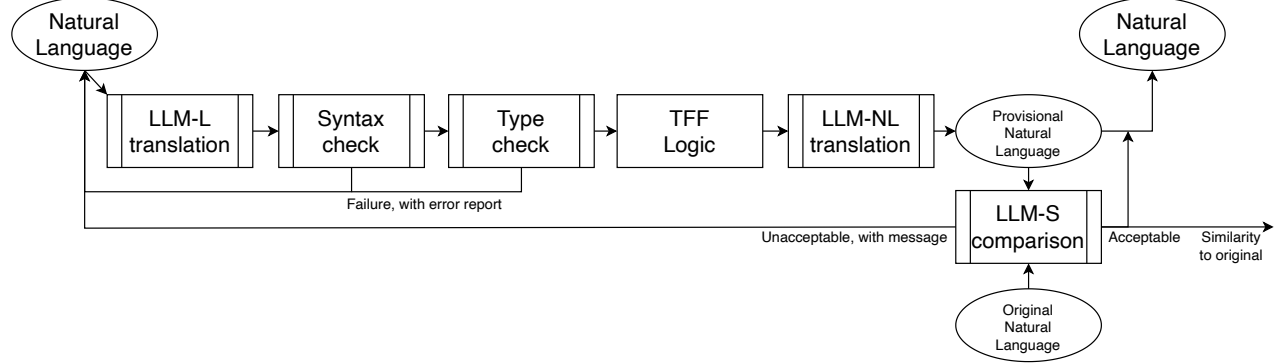 Natural
Language
Natural
Language
LLM-L
translation
Syntax
check
Type
check
TFF
Logic
LLM-NL
translation
Provisional
Natural
Language
Failure, with error report
Unacceptable, with message
LLM-S
comparison
Acceptable
Similarity
to original
Original
Natural
Language